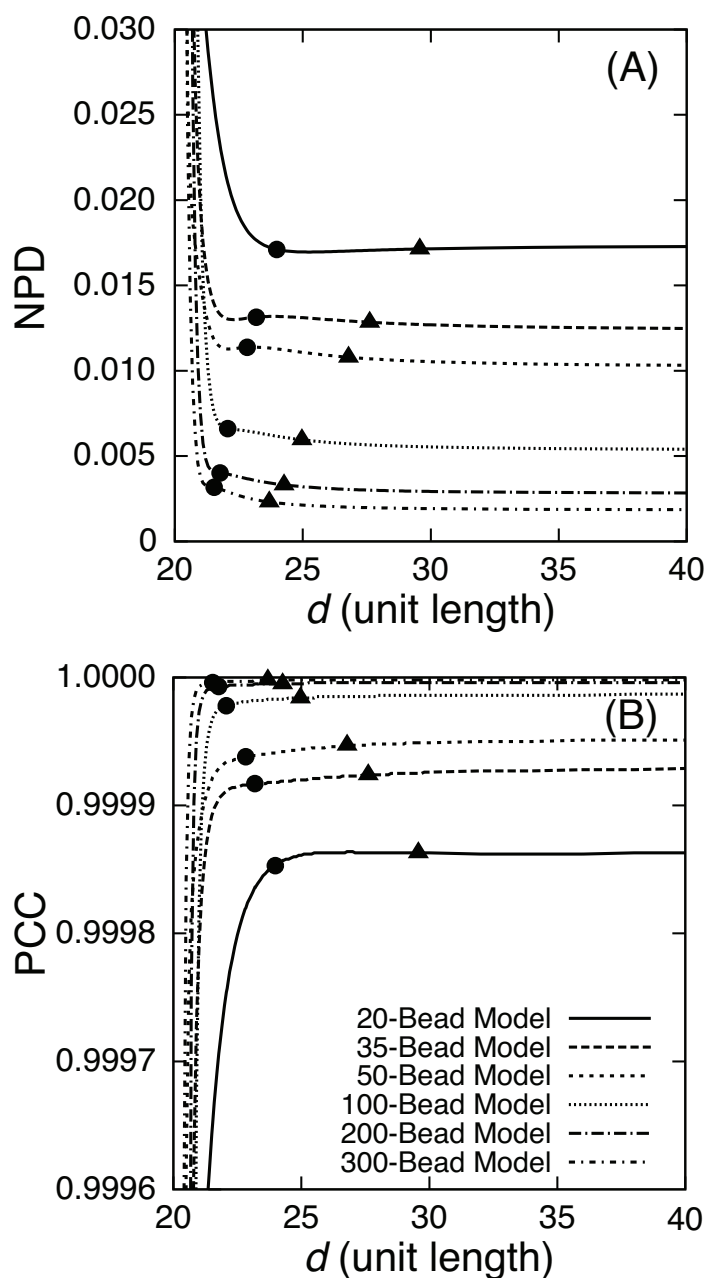 (A)
0.030
0.025
0.020
0.015
0.010
0.005
0
NPD
20 25 30 35 40
d (unit length)
(B)
1.0000
0.9999
0.9998
0.9997
0.9996
PCC
20-Bead Model
35-Bead Model
50-Bead Model
100-Bead Model
200-Bead Model
300-Bead Model
20 25 30 35 40
d (unit length)